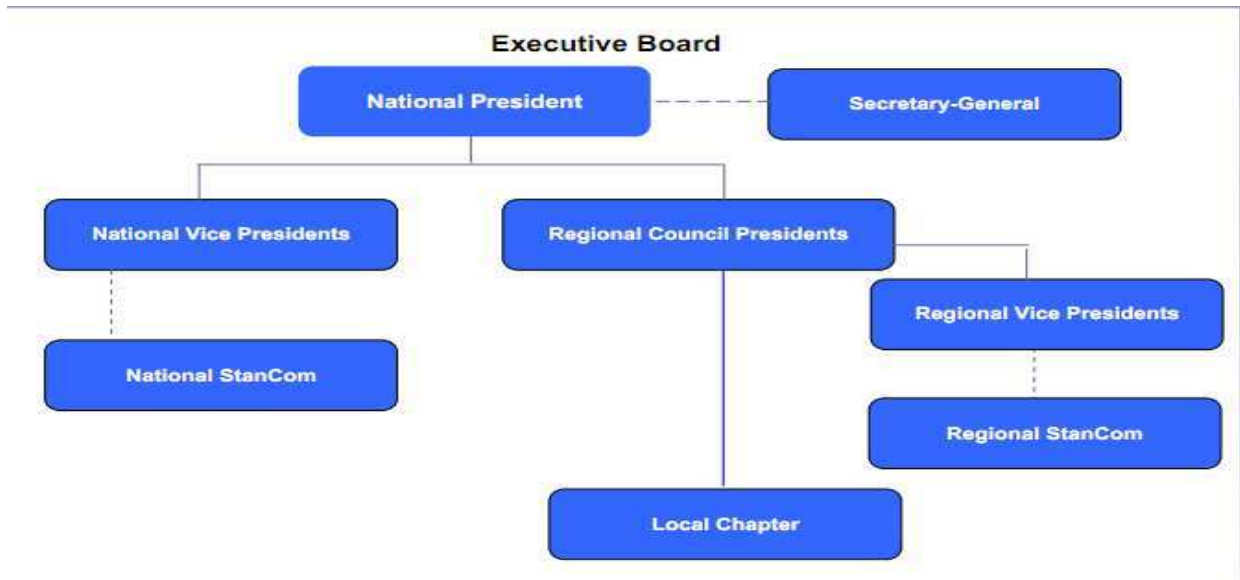 Executive Board
National President
Secretary-General
National Vice Presidents
Regional Council Presidents
Regional Vice Presidents
National StanCom
Regional StanCom
Local Chapter